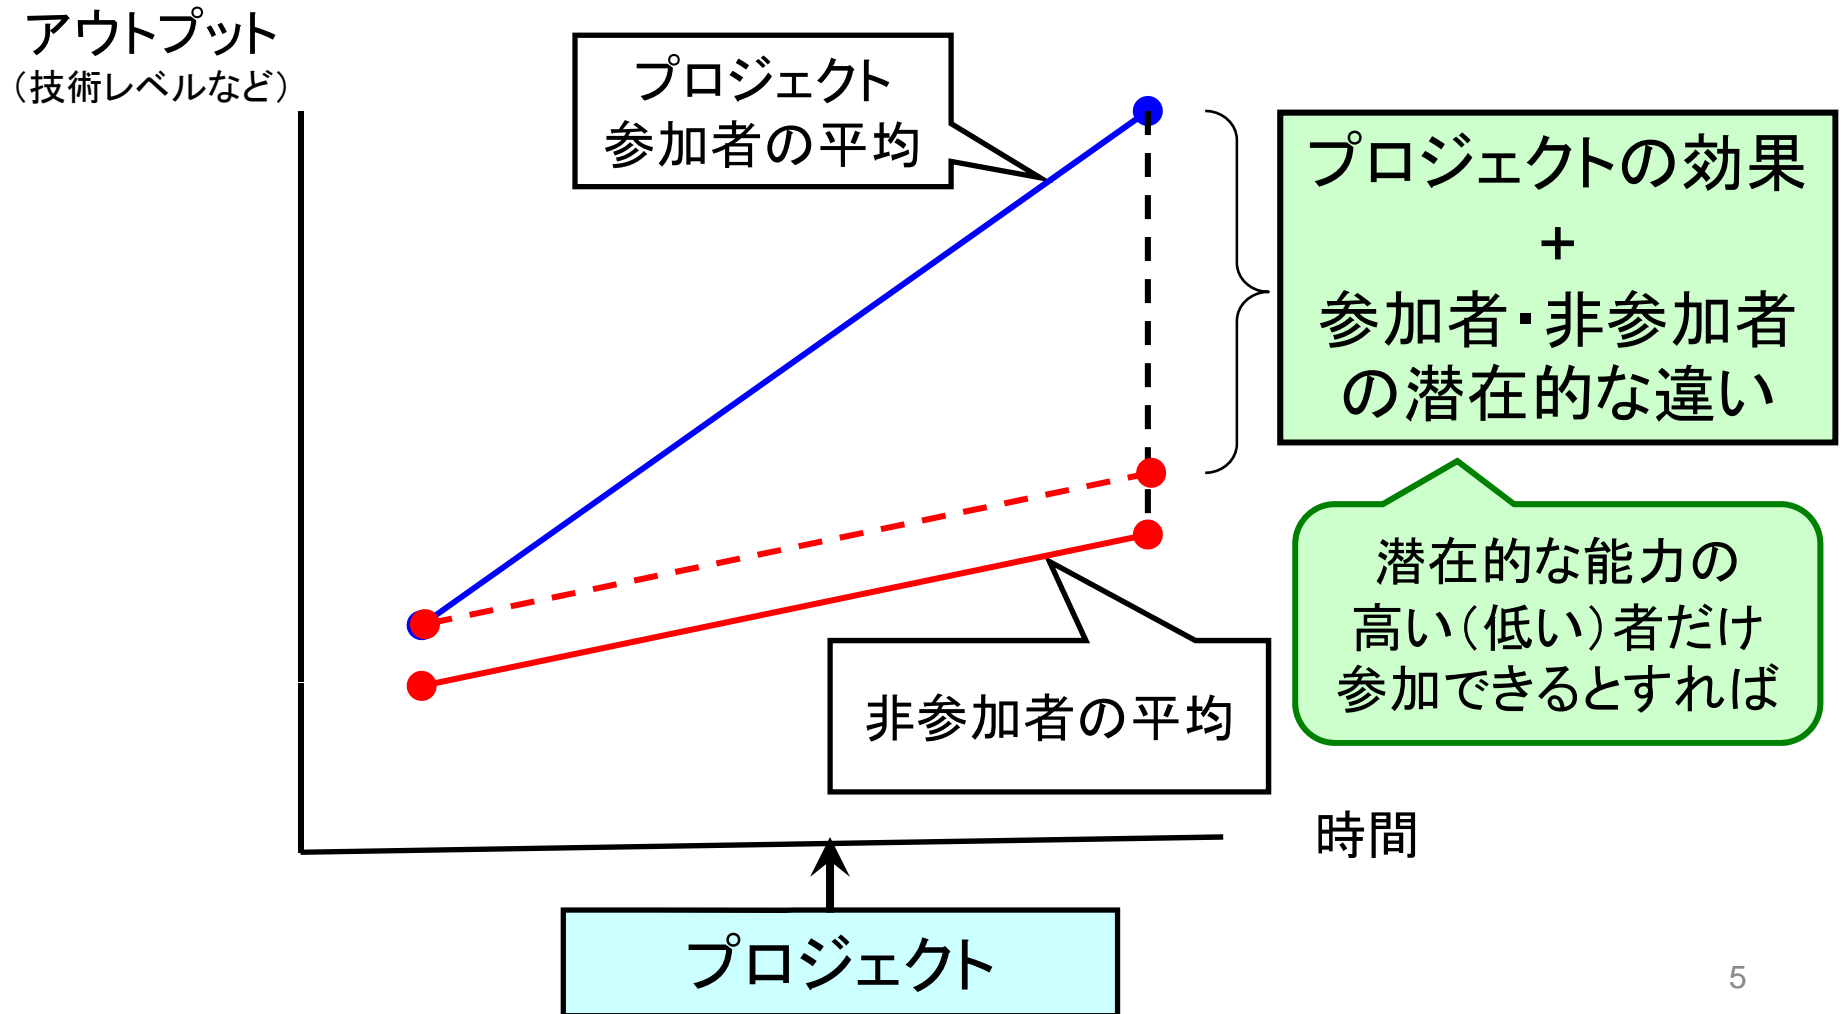 アウトプット
（技術レベルなど）
プロジェクト
参加者の平均
プロジェクトの効果
+
参加者・非参加者
の潜在的な違い
潜在的な能力の
高い（低い）者だけ
参加できるとすれば
非参加者の平均
時間
プロジェクト
5